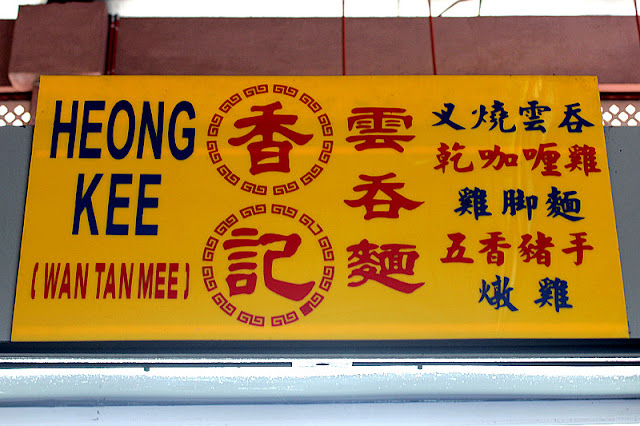 HEONG
KEE
(WAN TAN MEE)
香記
雲吞麵
叉燒雲吞
乾咖喱雞
雞脚麵
五香豬手
燉雞